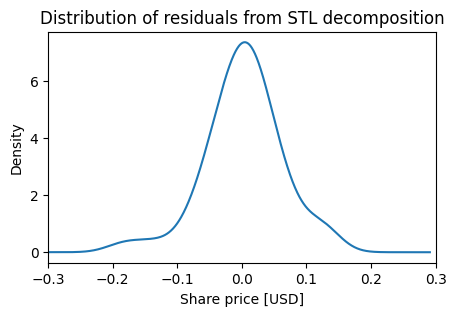 Distribution of residuals from STL decomposition
6
4
2
0
Density
−0.3 −0.2 −0.1 0.0 0.1 0.2 0.3
Share price [USD]